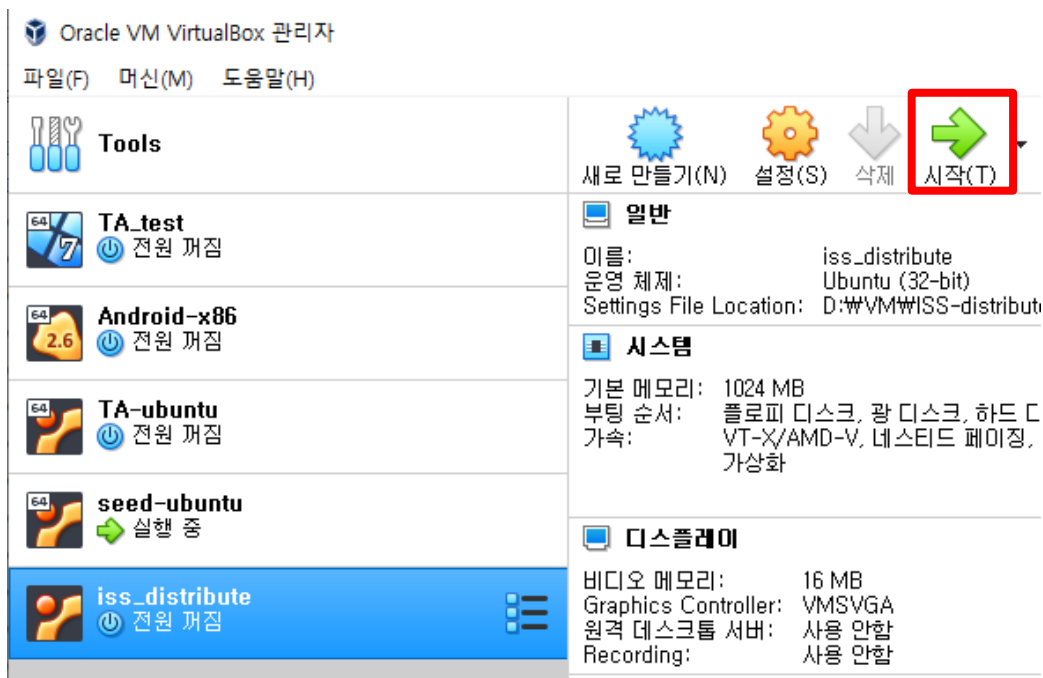 Oracle VM VirtualBox 관리자
파일(F) 머신(M) 도움말(H)
Tools
새로 만들기(N) 설정(S) 삭제 시작(T)
64
7
TA_test
전원 꺼짐
64
2.6
Android-x86
전원 꺼짐
64
TA-ubuntu
전원 꺼짐
64
seed-ubuntu
실행 중
iss_distribute
전원 꺼짐
일반
이름: iss_distribute
운영 체제: Ubuntu (32-bit)
Settings File Location: D:₩VM₩ISS-distribute
시스템
기본 메모리: 1024 MB
부팅 순서: 플로피 디스크, 광 디스크, 하드
가속: VT-X/AMD-V, 네스티드 페이징,
가상화
디스플레이
비디오 메모리: 16 MB
Graphics Controller: VMSVGA
원격 데스크톱 서버: 사용 안함
Recording: 사용 안함